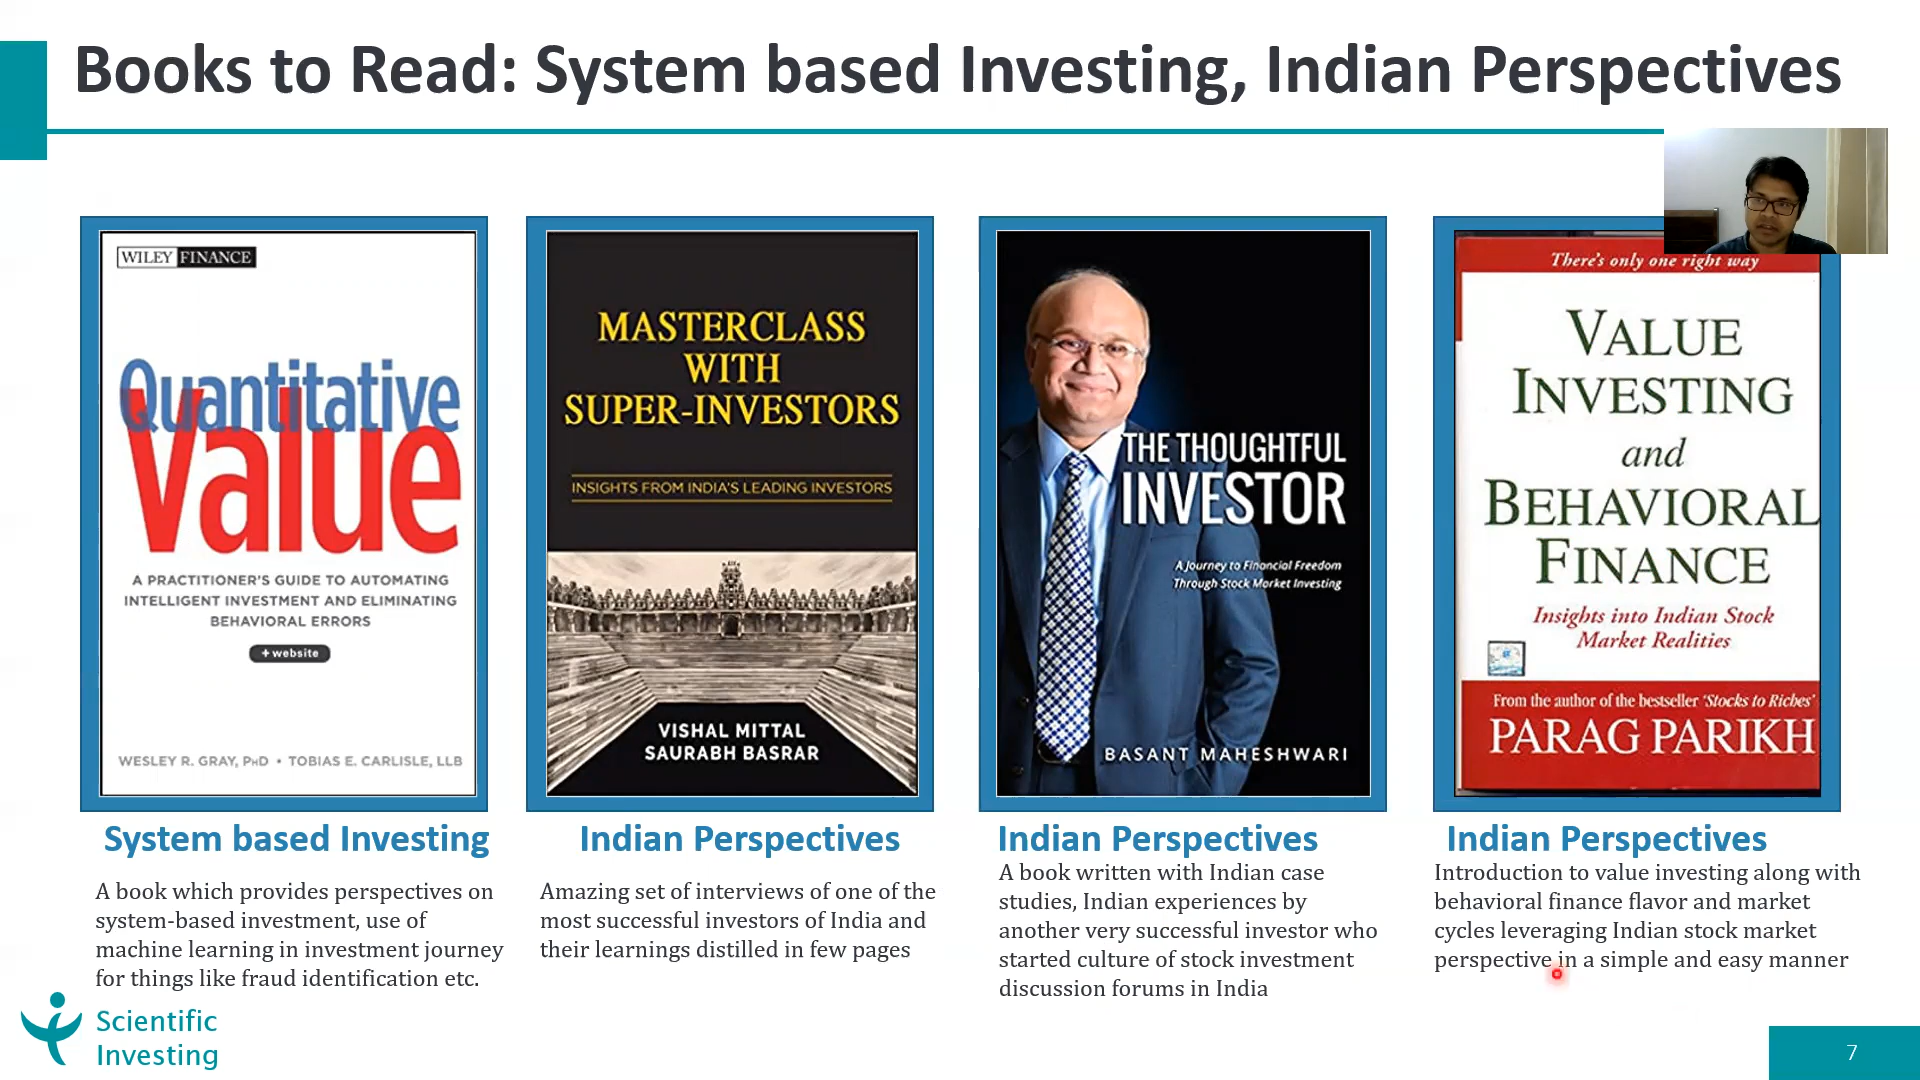 Books to Read: System based Investing, Indian Perspectives
WILEY FINANCE
Quantitative
Value
A PRACTITIONER'S GUIDE TO AUTOMATING
INTELLIGENT INVESTMENT AND ELIMINATING
BEHAVIORAL ERRORS
+ website
WESLEY R. GRAY, PHD • TOBIAS E. CARLISLE, LLB
System based Investing
A book which provides perspectives on
system-based investment, use of
machine learning in investment journey
for things like fraud identification etc.
MASTERCLASS
WITH
SUPER-INVESTORS
INSIGHTS FROM INDIA'S LEADING INVESTORS
VISHAL MITTAL
SAURABH BASRAR
Indian Perspectives
Amazing set of interviews of one of the
most successful investors of India and
their learnings distilled in few pages
THE THOUGHTFUL
INVESTOR
A Journey to Financial Freedom
Through Stock Market Investing
BASANT MAHESHWARI
Indian Perspectives
A book written with Indian case
studies, Indian experiences by
another very successful investor who
started culture of stock investment
discussion forums in India
There's only one right way
VALUE
INVESTING
and
BEHAVIORAL
FINANCE
Insights into Indian Stock
Market Realities
From the author of the bestseller 'Stocks to Riches'
PARAG PARIKH
Indian Perspectives
Introduction to value investing along with
behavioral finance flavor and market
cycles leveraging Indian stock market
perspective in a simple and easy manner
Scientific
Investing
7